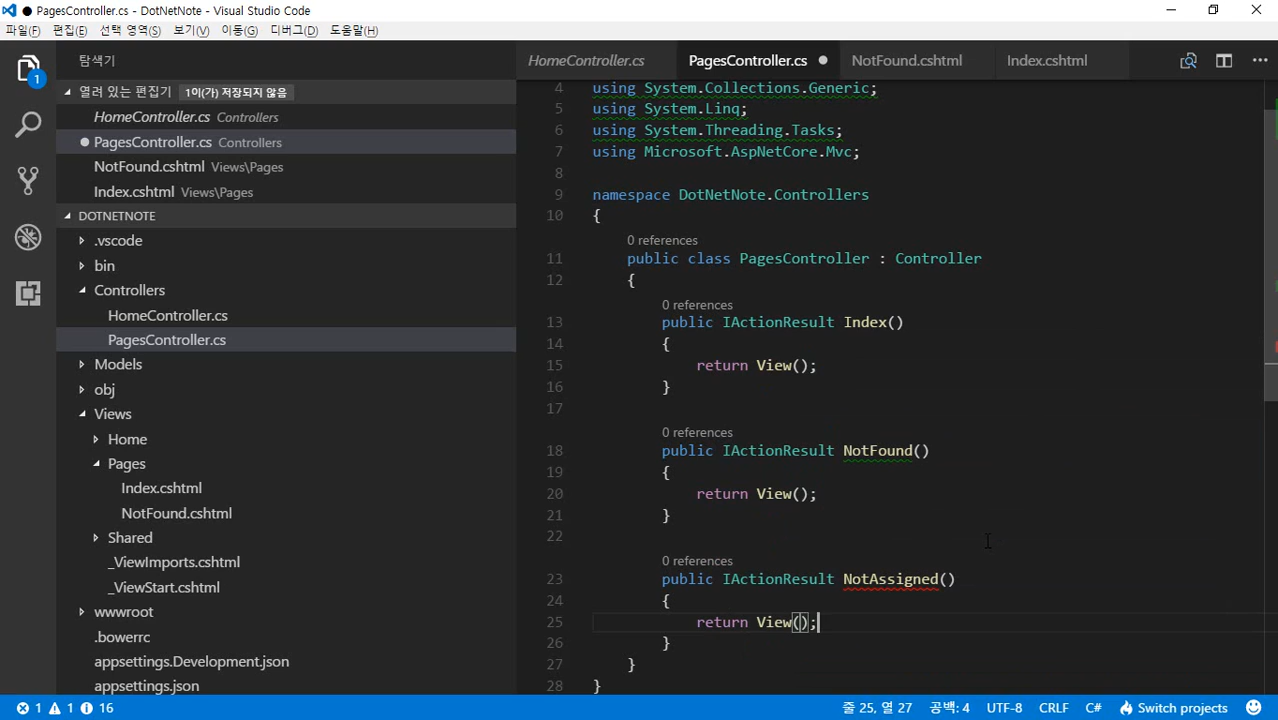 PagesController.cs - DotNetNote - Visual Studio Code
파일(F) 편집(E) 선택 영역(S) 보기(V) 이동(G) 디버그(D) 도움말(H)
탐색기
열려 있는 편집기 1이(가) 저장되지 않음
HomeController.cs Controllers
PagesController.cs Controllers
NotFound.cshtml Views\Pages
Index.cshtml Views\Pages
DOTNETNOTE
.vscode
bin
Controllers
HomeController.cs
PagesController.cs
Models
obj
Views
Home
Pages
Index.cshtml
NotFound.cshtml
Shared
_ViewImports.cshtml
_ViewStart.cshtml
wwwroot
.bowerrc
appsettings.Development.json
appsettings.json
1
HomeController.cs PagesController.cs NotFound.cshtml Index.cshtml
4 using System.Collections.Generic;
5 using System.Linq;
6 using System.Threading.Tasks;
7 using Microsoft.AspNetCore.Mvc;
8
9 namespace DotNetNote.Controllers
10 {
0 references
11 public class PagesController : Controller
12 {
0 references
13 public IActionResult Index()
14 {
15 return View();
16 }
17
0 references
18 public IActionResult NotFound()
19 {
20 return View();
21 }
22
0 references
23 public IActionResult NotAssigned()
24 {
25 return View();
26 }
27 }
28 }
1 1 16 줄 25, 열 27 공백: 4 UTF-8 CRLF C# Switch projects